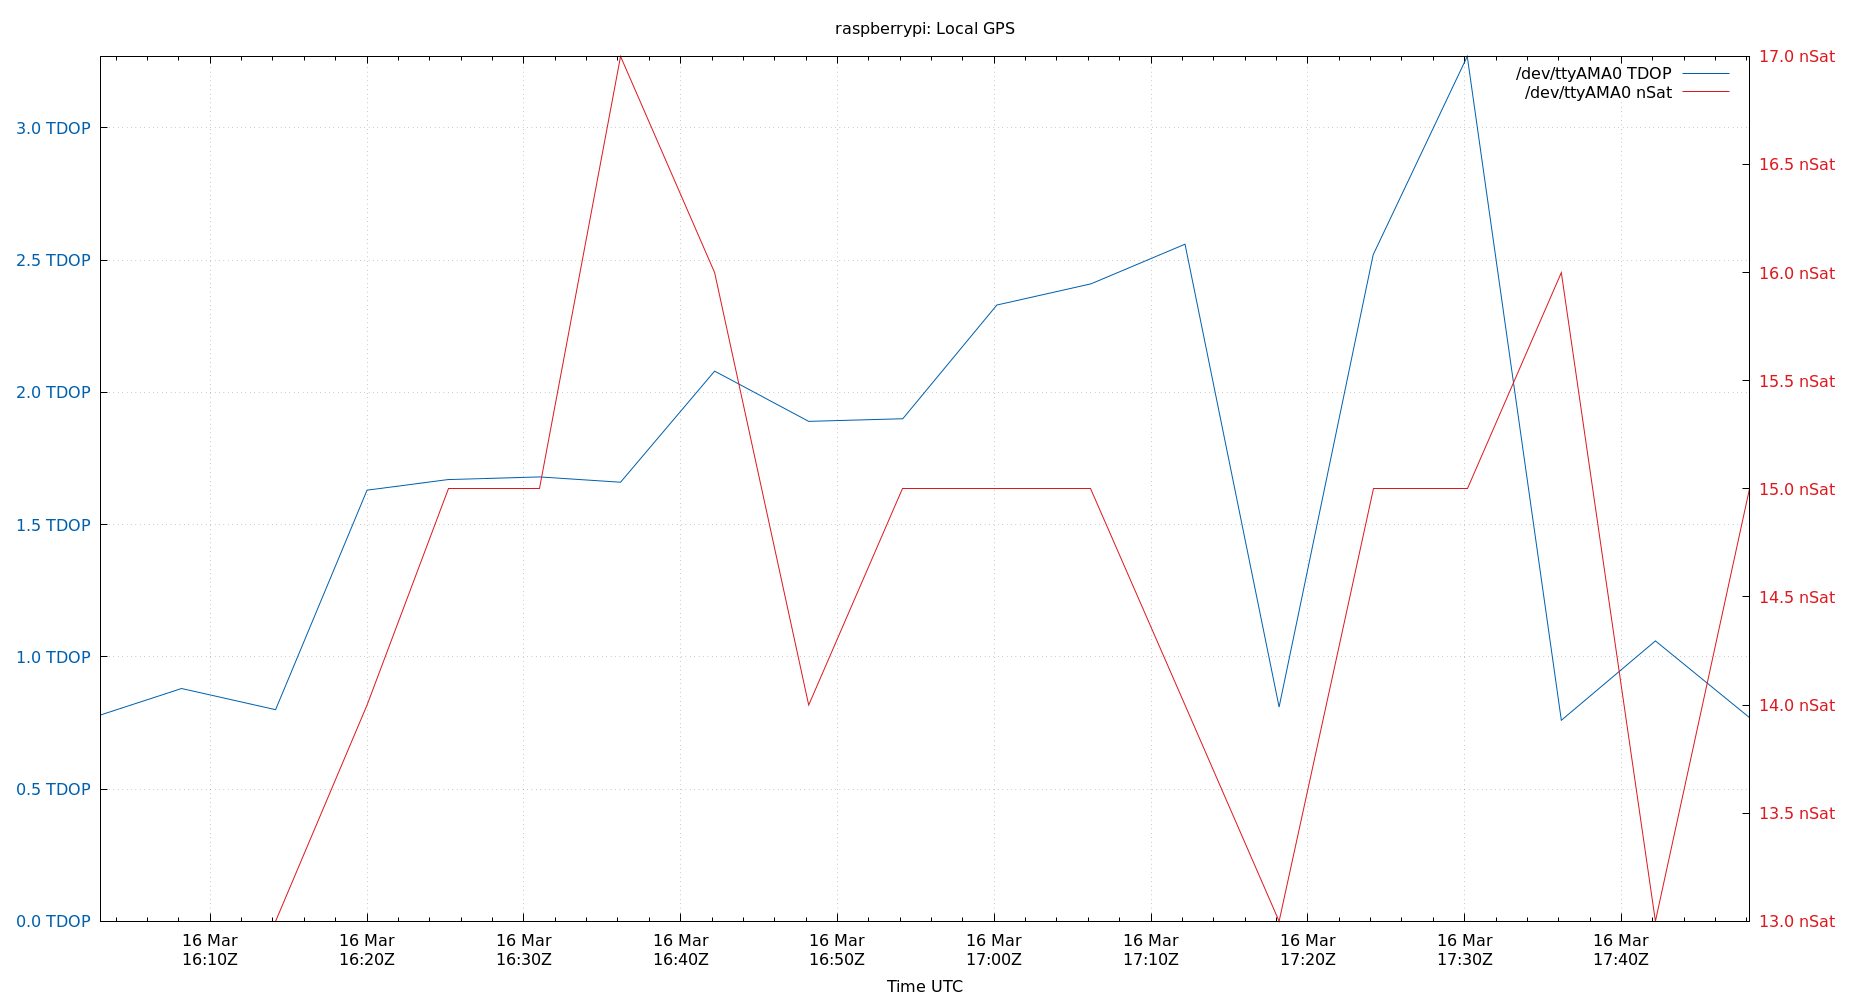 raspberrypi: Local GPS
/dev/ttyAMA0 TDOP
/dev/ttyAMA0 nSat
3.0 TDOP
2.5 TDOP
2.0 TDOP
1.5 TDOP
1.0 TDOP
0.5 TDOP
0.0 TDOP
17.0 nSat
16.5 nSat
16.0 nSat
15.5 nSat
15.0 nSat
14.5 nSat
14.0 nSat
13.5 nSat
13.0 nSat
16 Mar 16 Mar 16 Mar 16 Mar 16 Mar 16 Mar 16 Mar 16 Mar 16 Mar 16 Mar
16:10Z 16:20Z 16:30Z 16:40Z 16:50Z 17:00Z 17:10Z 17:20Z 17:30Z 17:40Z
Time UTC